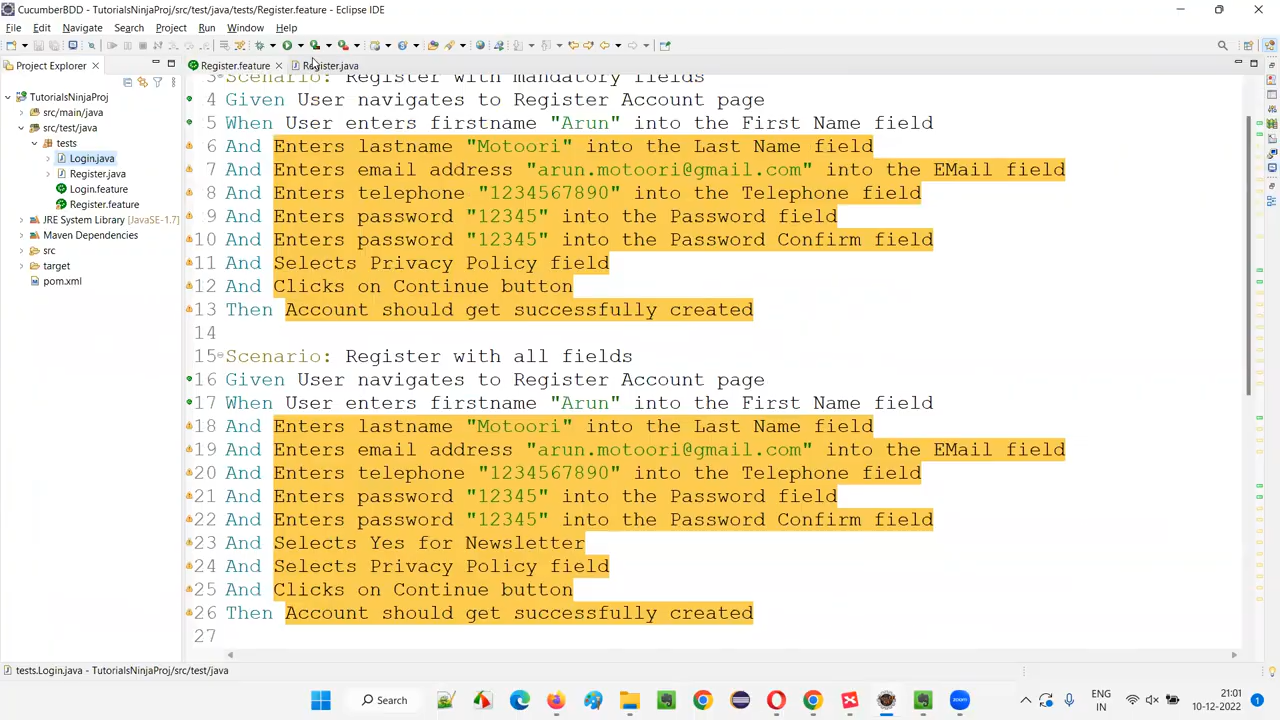 CucumberBDD - TutorialsNinjaProj/src/test/java/tests/Register.feature - Eclipse IDE
File Edit Navigate Search Project Run Window Help
Project Explorer
Register.feature
Register.java
TutorialsNinjaProj
src/main/java
src/test/java
tests
Login.java
Register.java
Login.feature
Register.feature
JRE System Library [JavaSE-1.7]
Maven Dependencies
src
target
pom.xml
3 Scenario: Register with mandatory fields
4 Given User navigates to Register Account page
5 When User enters firstname "Arun" into the First Name field
6 And Enters lastname "Motoori" into the Last Name field
7 And Enters email address "arun.motoori@gmail.com" into the EMail field
8 And Enters telephone "1234567890" into the Telephone field
9 And Enters password "12345" into the Password field
10 And Enters password "12345" into the Password Confirm field
11 And Selects Privacy Policy field
12 And Clicks on Continue button
13 Then Account should get successfully created
14
15 Scenario: Register with all fields
16 Given User navigates to Register Account page
17 When User enters firstname "Arun" into the First Name field
18 And Enters lastname "Motoori" into the Last Name field
19 And Enters email address "arun.motoori@gmail.com" into the EMail field
20 And Enters telephone "1234567890" into the Telephone field
21 And Enters password "12345" into the Password field
22 And Enters password "12345" into the Password Confirm field
23 And Selects Yes for Newsletter
24 And Selects Privacy Policy field
25 And Clicks on Continue button
26 Then Account should get successfully created
27
tests.Login.java - TutorialsNinjaProj/src/test/java
Search
ENG
IN
21:01
10-12-2022